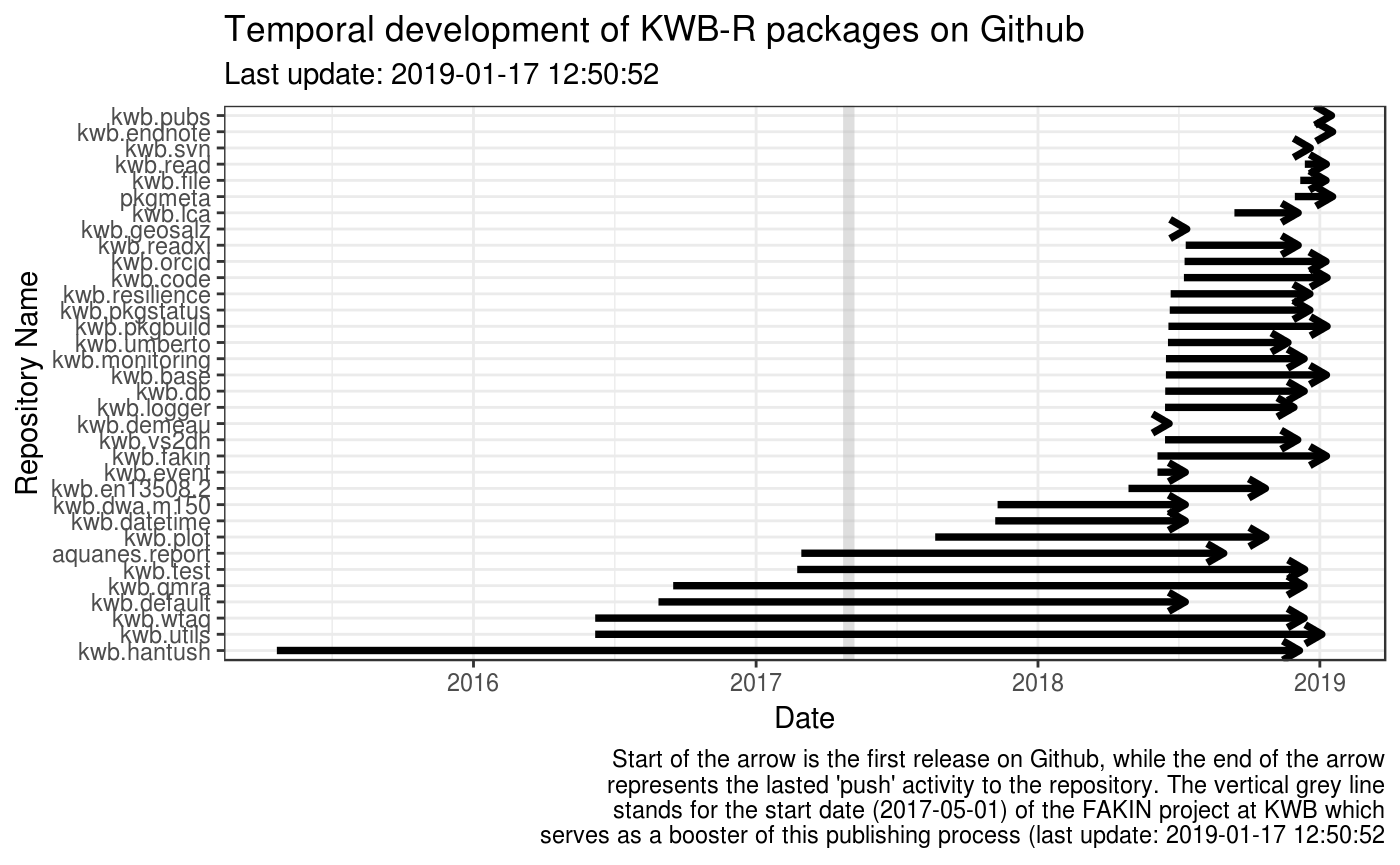 Temporal development of KWB-R packages on Github
Last update: 2019-01-17 12:50:52
Repository Name
kwb.pubs
kwb.endnote
kwb.svn
kwb.read
kwb.file
pkgmeta
kwb.lca
kwb.geosalz
kwb.readxl
kwb.orcid
kwb.code
kwb.resilience
kwb.pkgstatus
kwb.pkgbuild
kwb.umberto
kwb.monitoring
kwb.base
kwb.db
kwb.logger
kwb.demeau
kwb.vs2dh
kwb.fakin
kwb.event
kwb.en13508.2
kwb.dwa.m150
kwb.datetime
kwb.plot
aquanes.report
kwb.test
kwb.qmra
kwb.default
kwb.wtaq
kwb.utils
kwb.hantush
2016 2017 2018 2019
Date
Start of the arrow is the first release on Github, while the end of the arrow
represents the lasted 'push' activity to the repository. The vertical grey line
stands for the start date (2017-05-01) of the FAKIN project at KWB which
serves as a booster of this publishing process (last update: 2019-01-17 12:50:52